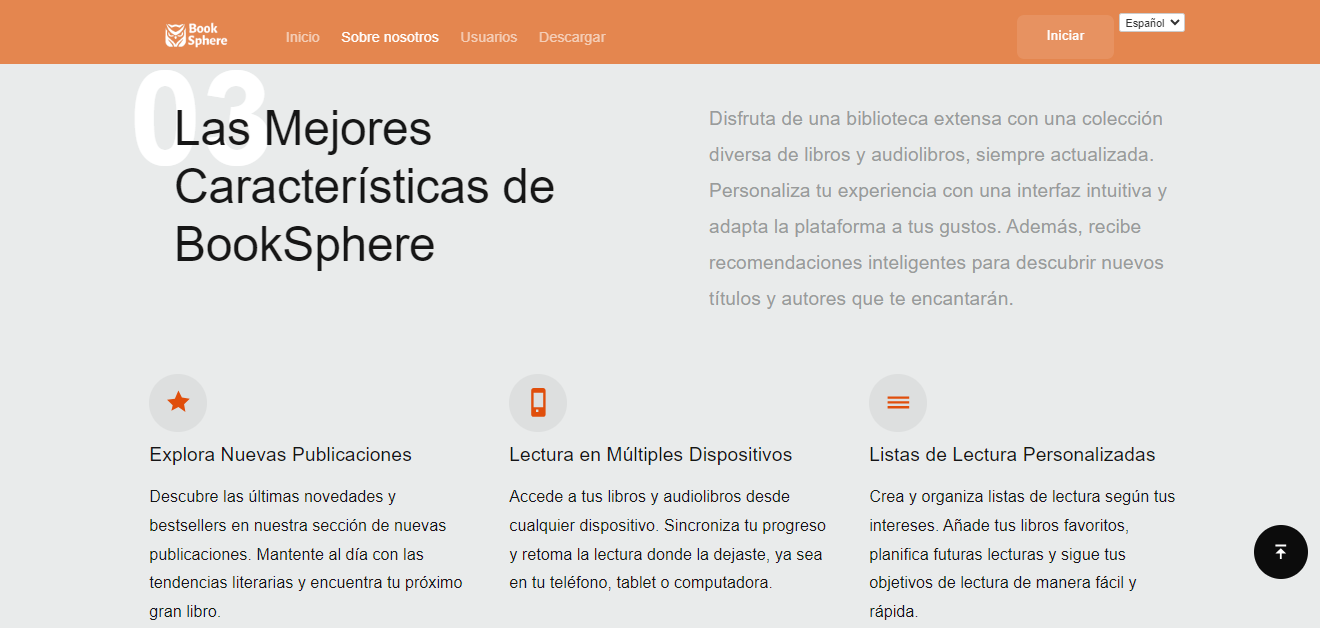 Book
Sphere
Inicio
Sobre nosotros
Usuarios
Descargar
Iniciar
Español
03
Las Mejores
Características de
BookSphere
Disfruta de una biblioteca extensa con una colección
diversa de libros y audiolibros, siempre actualizada.
Personaliza tu experiencia con una interfaz intuitiva y
adapta la plataforma a tus gustos. Además, recibe
recomendaciones inteligentes para descubrir nuevos
títulos y autores que te encantarán.
Explora Nuevas Publicaciones
Descubre las últimas novedades y
bestsellers en nuestra sección de nuevas
publicaciones. Mantente al día con las
tendencias literarias y encuentra tu próximo
gran libro.
Lectura en Múltiples Dispositivos
Accede a tus libros y audiolibros desde
cualquier dispositivo. Sincroniza tu progreso
y retoma la lectura donde la dejaste, ya sea
en tu teléfono, tablet o computadora.
Listas de Lectura Personalizadas
Crea y organiza listas de lectura según tus
intereses. Añade tus libros favoritos,
planifica futuras lecturas y sigue tus
objetivos de lectura de manera fácil y
rápida.